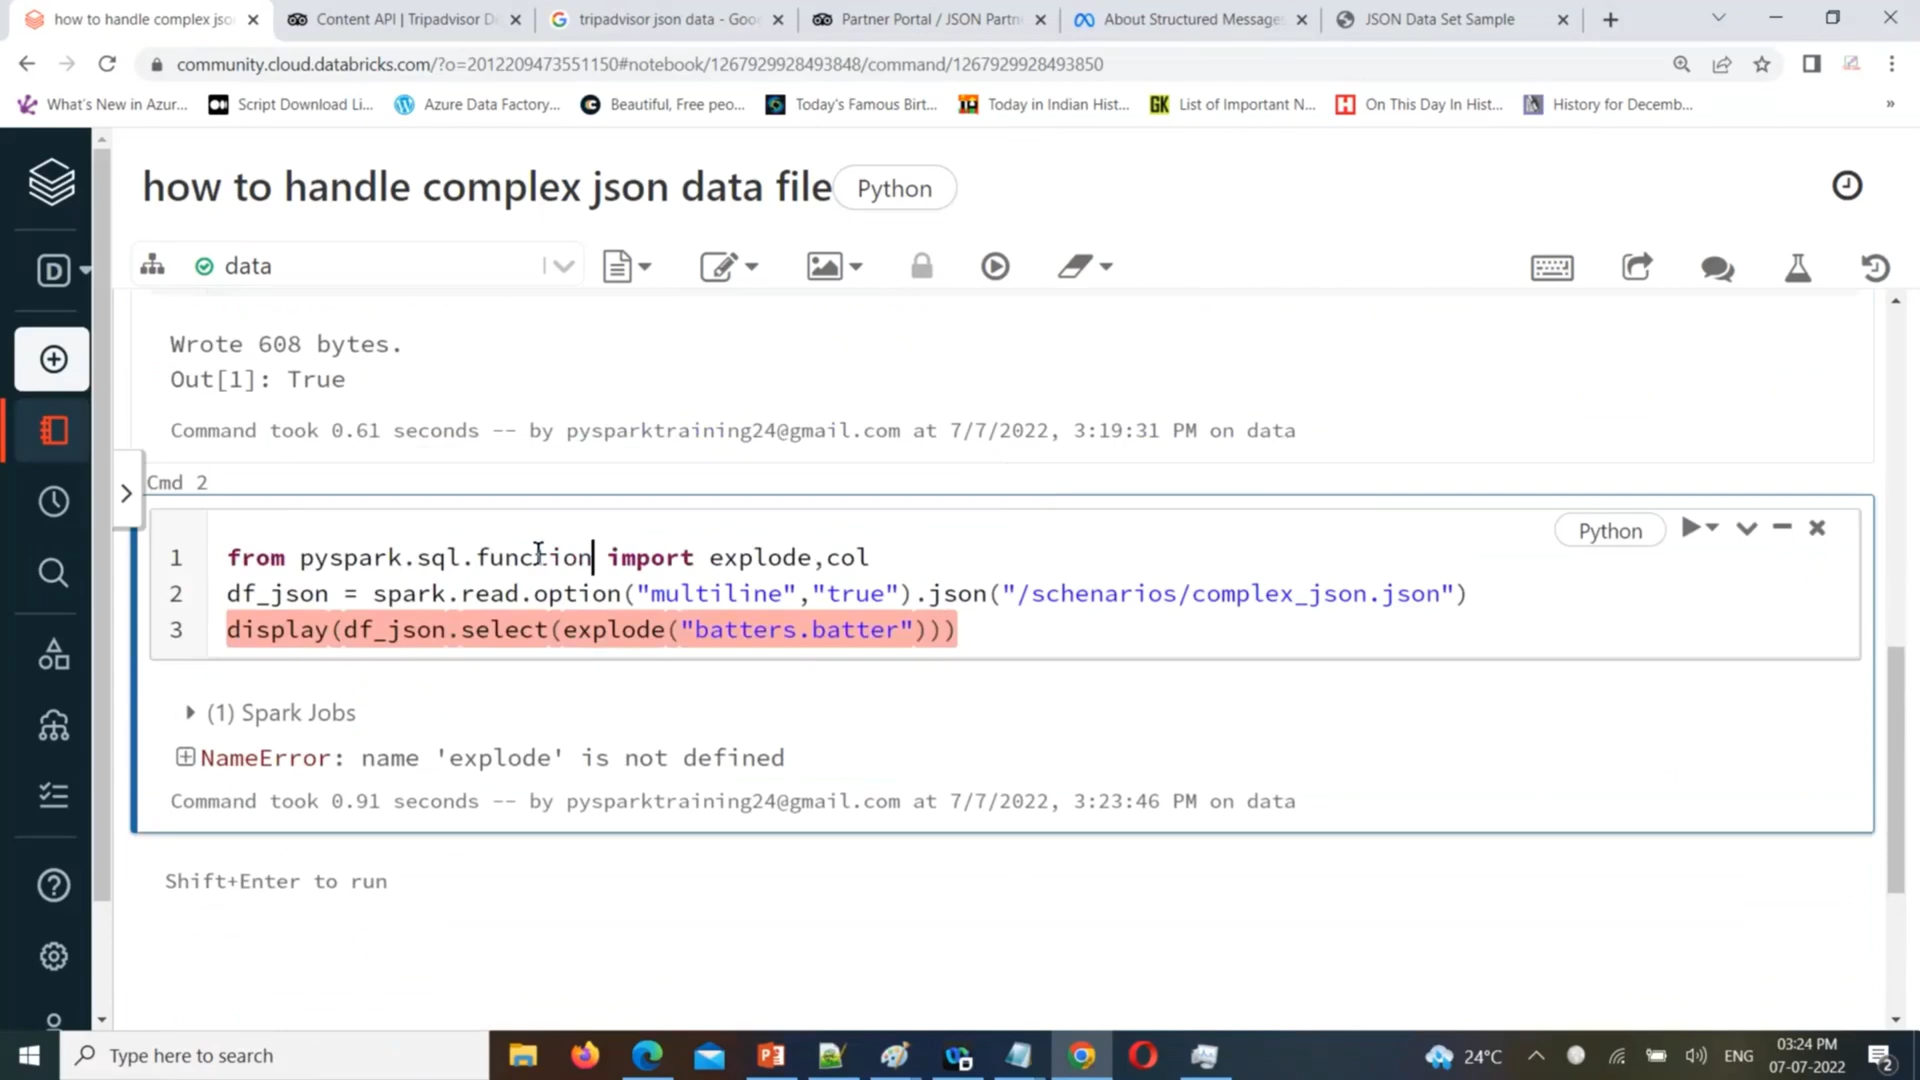 how to handle complex jso
Content API | Tripadvisor D
tripadvisor json data - Goo
Partner Portal / JSON Partn
About Structured Messages
JSON Data Set Sample
community.cloud.databricks.com/?o=2012209473551150#notebook/1267929928493848/command/1267929928493850
What's New in Azur...
Script Download Li...
Azure Data Factory...
Beautiful, Free peo...
Today's Famous Birt...
Today in Indian Hist...
GK List of Important N...
H On This Day In Hist...
History for Decemb...
»
how to handle complex json data file
Python
D
data
Wrote 608 bytes.
Out[1]: True
Command took 0.61 seconds -- by pysparktraining24@gmail.com at 7/7/2022, 3:19:31 PM on data
Cmd 2
Python
1 from pyspark.sql.function import explode,col
2 df_json = spark.read.option("multiline","true").json("/schenarios/complex_json.json")
3 display(df_json.select(explode("batters.batter")))
(1) Spark Jobs
NameError: name 'explode' is not defined
Command took 0.91 seconds -- by pysparktraining24@gmail.com at 7/7/2022, 3:23:46 PM on data
Shift+Enter to run
Type here to search
24°C
ENG
03:24 PM
07-07-2022
2